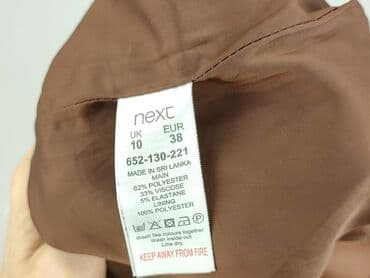 next
UK EUR
10 38
652-130-221
MADE IN SRI LANKA
MAIN
62% POLYESTER
33% VISCOSE
5% ELASTANE
LINING
100% POLYESTER
Wash like colours together
Wash inside out
Line dry
KEEP AWAY FROM FIRE